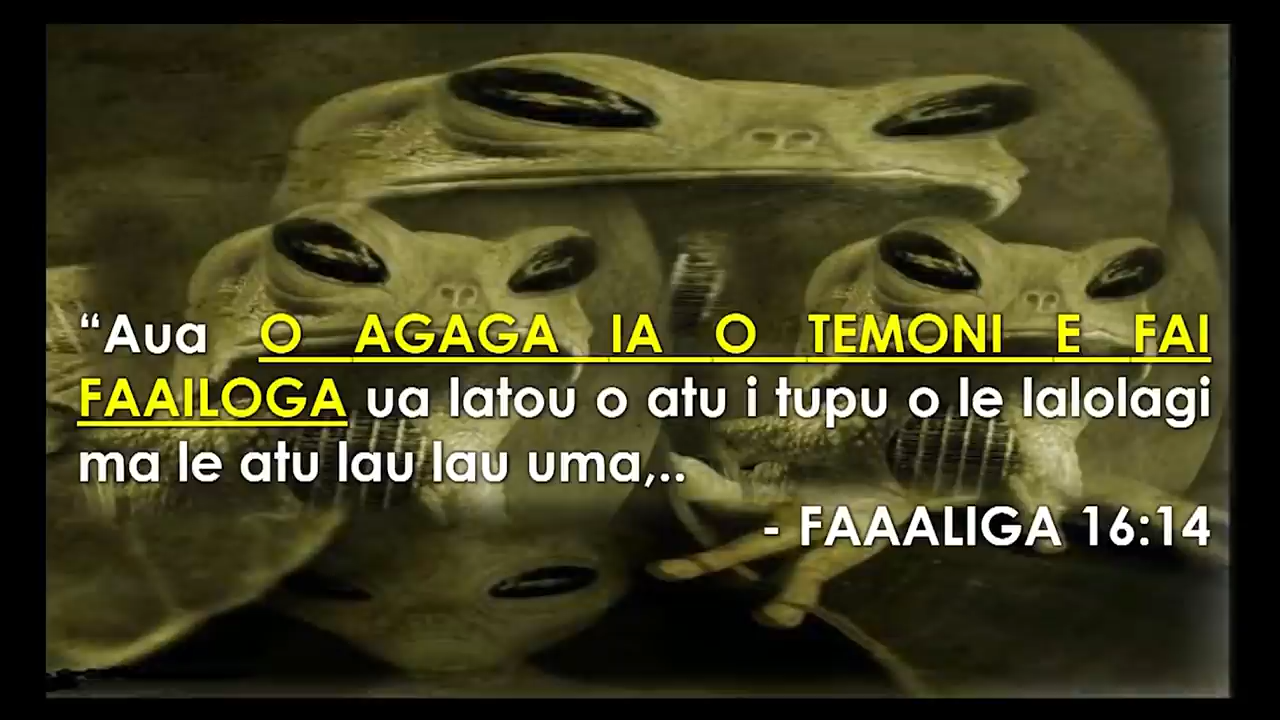 “Aua O AGAGA IA O TEMONI E FAI
FAAILOGA ua latou o atu i tupu o le lalolagi
ma le atu lau lau uma,..
- FAAALIGA 16:14